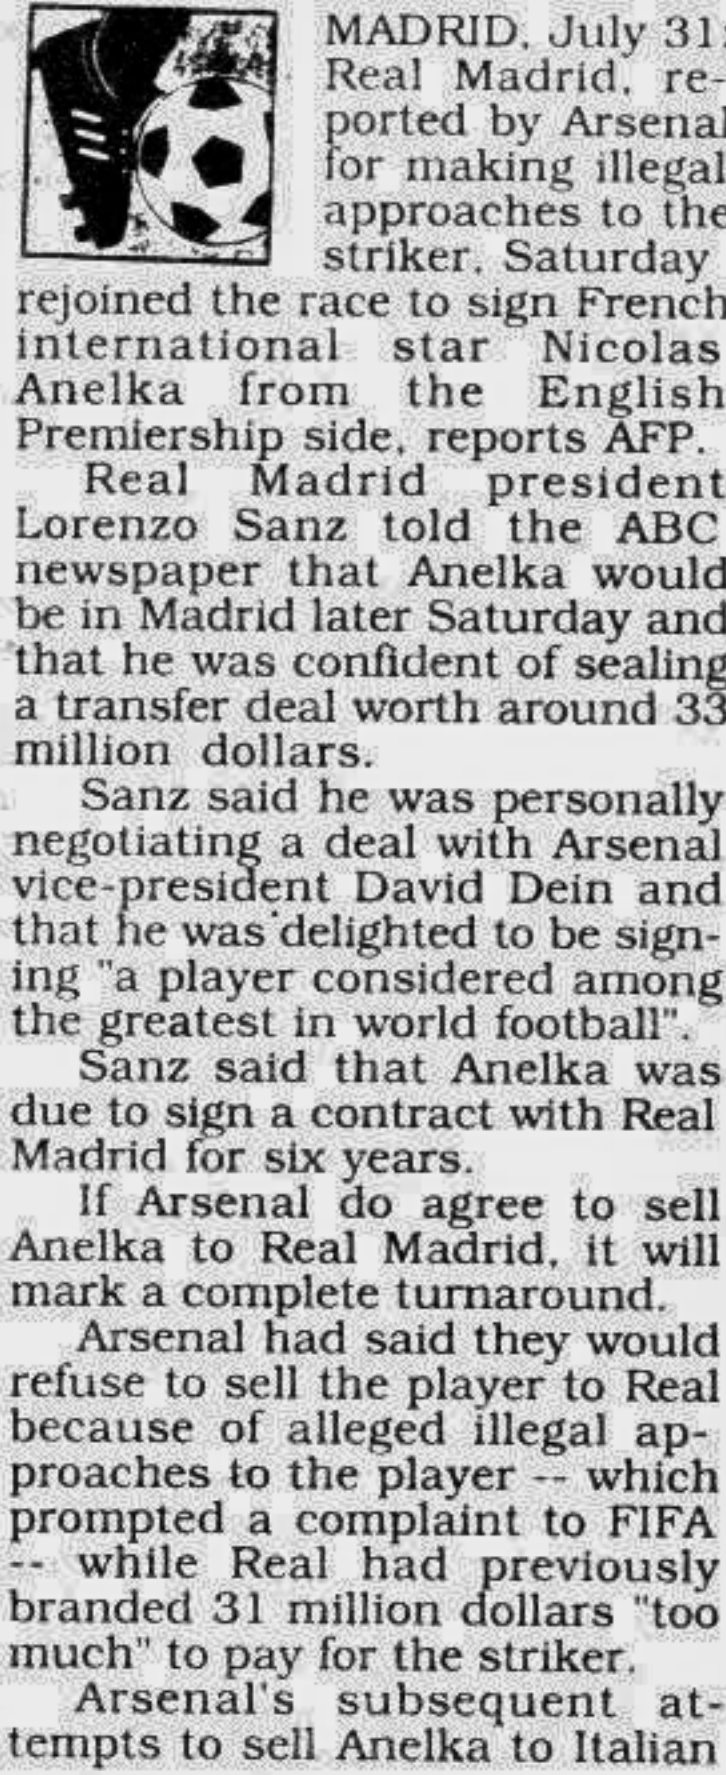 MADRID, July 31:
Real Madrid, re-
ported by Arsenal
for making illegal
approaches to the
striker, Saturday
rejoined the race to sign French
international star Nicolas
Anelka from the English
Premiership side, reports AFP.
Real Madrid president
Lorenzo Sanz told the ABC
newspaper that Anelka would
be in Madrid later Saturday and
that he was confident of sealing
a transfer deal worth around 33
million dollars.
Sanz said he was personally
negotiating a deal with Arsenal
vice-president David Dein and
that he was delighted to be sign-
ing "a player considered among
the greatest in world football".
Sanz said that Anelka was
due to sign a contract with Real
Madrid for six years.
If Arsenal do agree to sell
Anelka to Real Madrid, it will
mark a complete turnaround.
Arsenal had said they would
refuse to sell the player to Real
because of alleged illegal ap-
proaches to the player -- which
prompted a complaint to FIFA
-- while Real had previously
branded 31 million dollars "too
much" to pay for the striker.
Arsenal's subsequent at-
tempts to sell Anelka to Italian